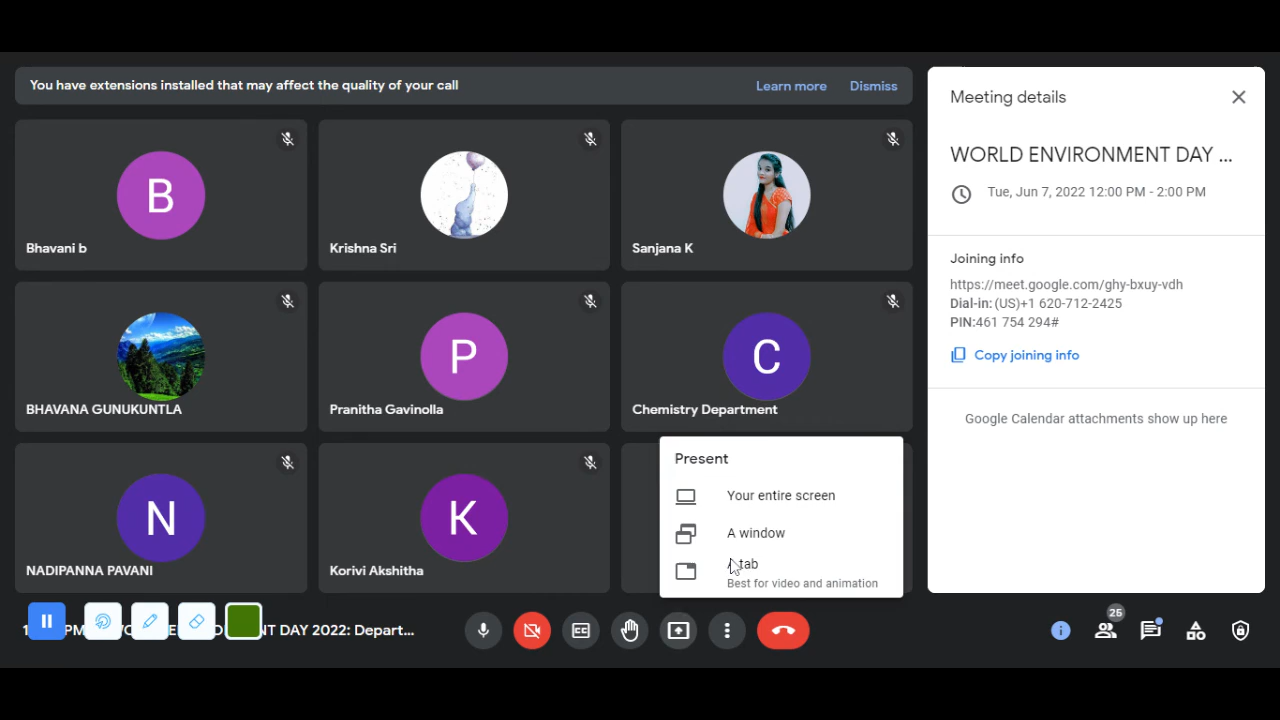 You have extensions installed that may affect the quality of your call
Learn more
Dismiss
B
Bhavani b
Krishna Sri
Sanjana K
BHAVANA GUNUKUNTLA
P
Pranitha Gavinolla
C
Chemistry Department
N
NADIPANNA PAVANI
K
Korivi Akshitha
Present
Your entire screen
A window
tab
Best for video and animation
NT DAY 2022: Depart...
Meeting details
WORLD ENVIRONMENT DAY ...
Tue, Jun 7, 2022 12:00 PM - 2:00 PM
Joining info
https://meet.google.com/ghy-bxuy-vdh
Dial-in: (US)+1 620-712-2425
PIN:461 754 294#
Copy joining info
Google Calendar attachments show up here
25